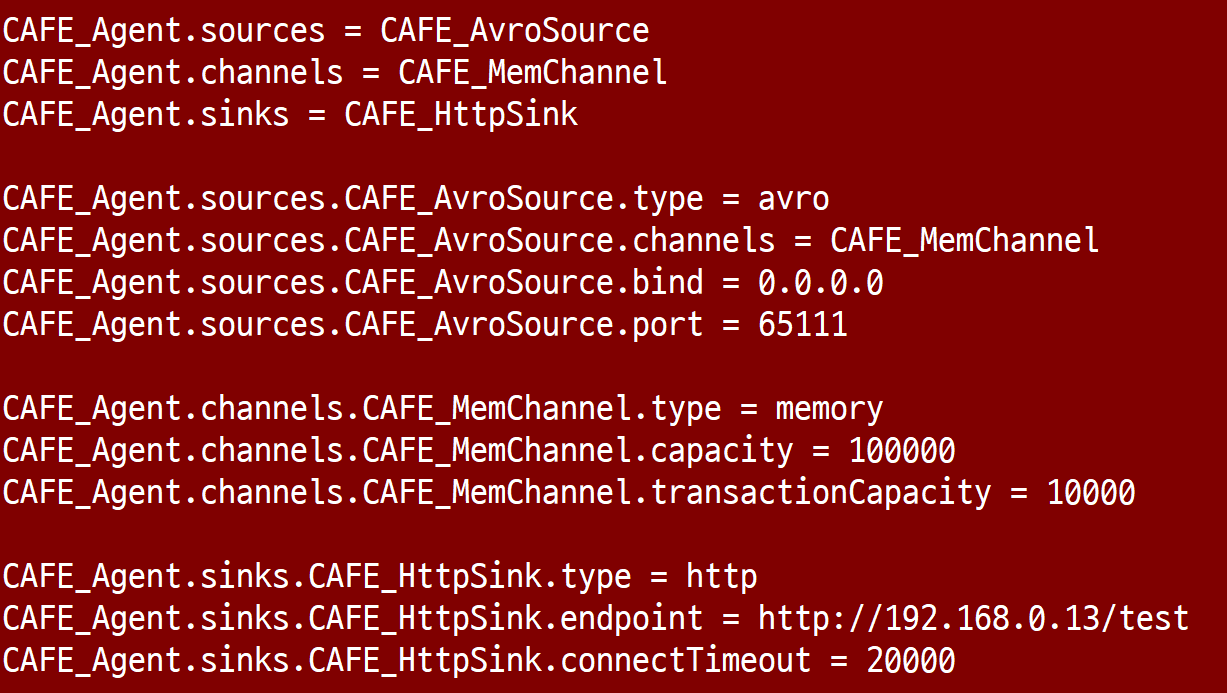 CAFE_Agent.sources = CAFE_AvroSource
CAFE_Agent.channels = CAFE_MemChannel
CAFE_Agent.sinks = CAFE_HttpSink
CAFE_Agent.sources.CAFE_AvroSource.type = avro
CAFE_Agent.sources.CAFE_AvroSource.channels = CAFE_MemChannel
CAFE_Agent.sources.CAFE_AvroSource.bind = 0.0.0.0
CAFE_Agent.sources.CAFE_AvroSource.port = 65111
CAFE_Agent.channels.CAFE_MemChannel.type = memory
CAFE_Agent.channels.CAFE_MemChannel.capacity = 100000
CAFE_Agent.channels.CAFE_MemChannel.transactionCapacity = 10000
CAFE_Agent.sinks.CAFE_HttpSink.type = http
CAFE_Agent.sinks.CAFE_HttpSink.endpoint = http://192.168.0.13/test
CAFE_Agent.sinks.CAFE_HttpSink.connectTimeout = 20000